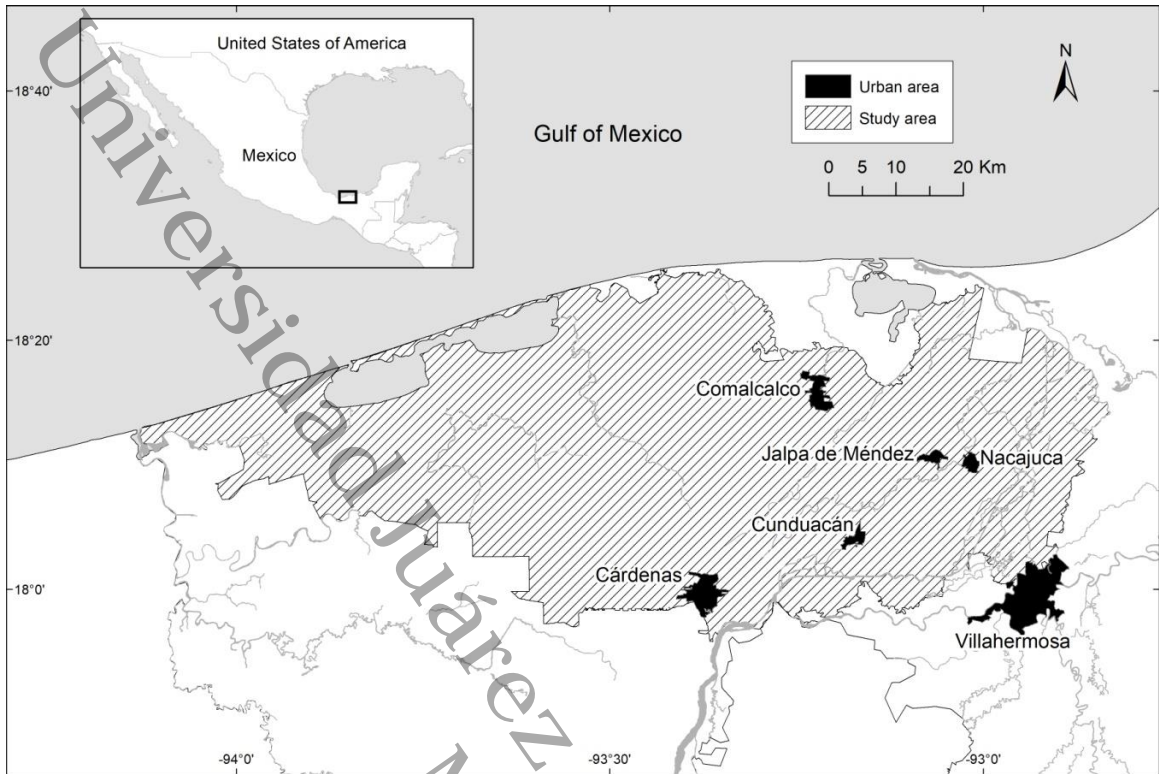 United States of America
Mexico
Gulf of Mexico
N
Urban area
Study area
0 5 10 20 Km
18°40'
18°20'
18°0'
Comalcalco
Jalpa de Méndez
Nacajuca
Cunduacán
Cárdenas
Villahermosa
-94°0'
-93°30'
-93°0'
Universidad Juárez